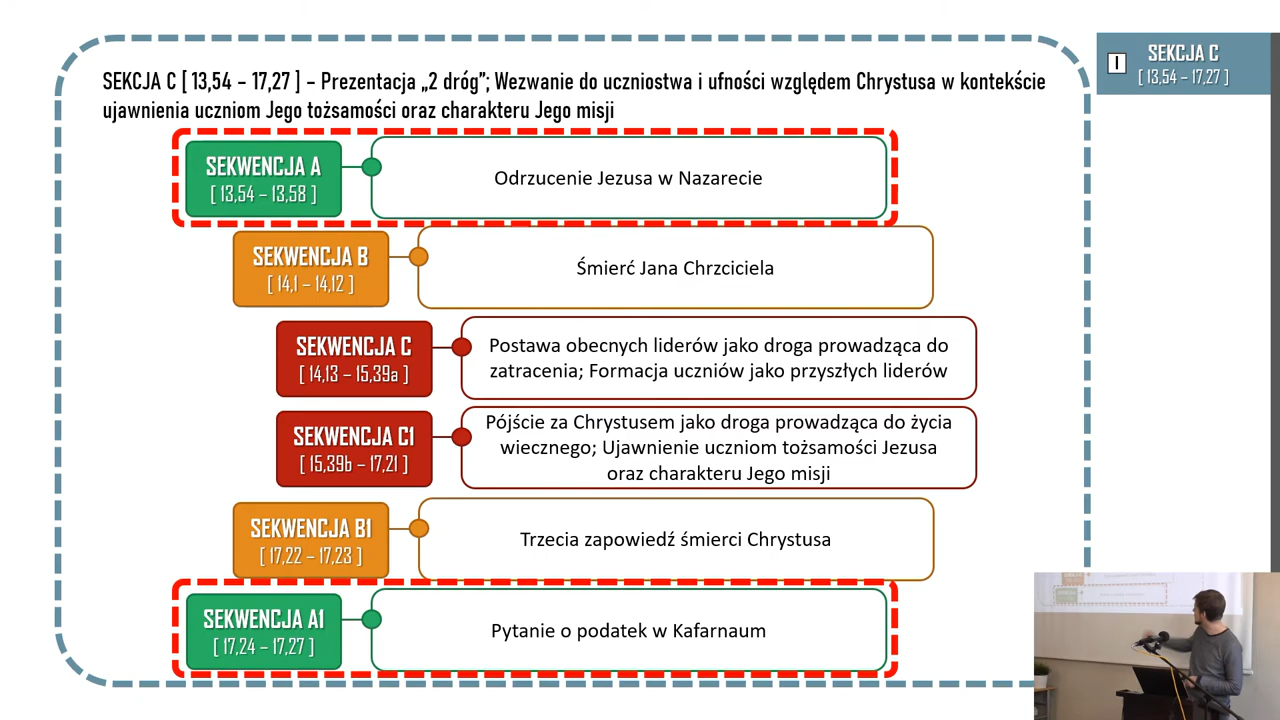 SEKCJA C [ 13,54 – 17,27 ] – Prezentacja „2 dróg”; Wezwanie do uczniostwa i ufności względem Chrystusa w kontekście
ujawnienia uczniom Jego tożsamości oraz charakteru Jego misji
I
SEKCJA C
[ 13,54 – 17,27 ]
SEKWENCJA A
[ 13,54 – 13,58 ]
Odrzucenie Jezusa w Nazarecie
SEKWENCJA B
[ 14,1 – 14,12 ]
Śmierć Jana Chrzciciela
SEKWENCJA C
[ 14,13 – 15,39a ]
Postawa obecnych liderów jako droga prowadząca do
zatracenia; Formacja uczniów jako przyszłych liderów
SEKWENCJA C1
[ 15,39b – 17,21 ]
Pójście za Chrystusem jako droga prowadząca do życia
wiecznego; Ujawnienie uczniom tożsamości Jezusa
oraz charakteru Jego misji
SEKWENCJA B1
[ 17,22 – 17,23 ]
Trzecia zapowiedź śmierci Chrystusa
SEKWENCJA A1
[ 17,24 – 17,27 ]
Pytanie o podatek w Kafarnaum